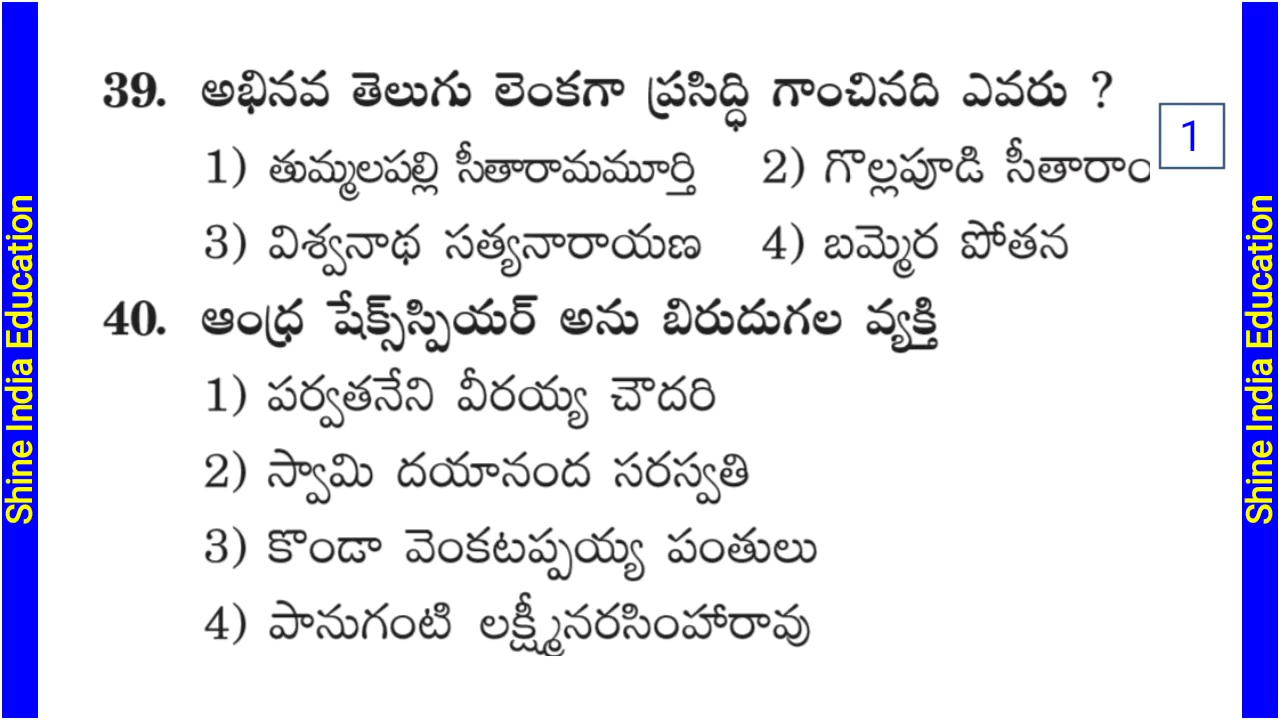 Shine India Education
39. అభినవ తెలుగు లెంకగా ప్రసిద్ధి గాంచినది ఎవరు ?
1
1) తుమ్మలపల్లి సీతారామమూర్తి 2) గొల్లపూడి సీతారాం
3) విశ్వనాథ సత్యనారాయణ 4) బమ్మెర పోతన
40. ఆంధ్ర షేక్స్‌స్పియర్ అను బిరుదుగల వ్యక్తి
1) పర్వతనేని వీరయ్య చౌదరి
2) స్వామి దయానంద సరస్వతి
3) కొండా వెంకటప్పయ్య పంతులు
4) పానుగంటి లక్ష్మీనరసింహారావు
Shine India Education